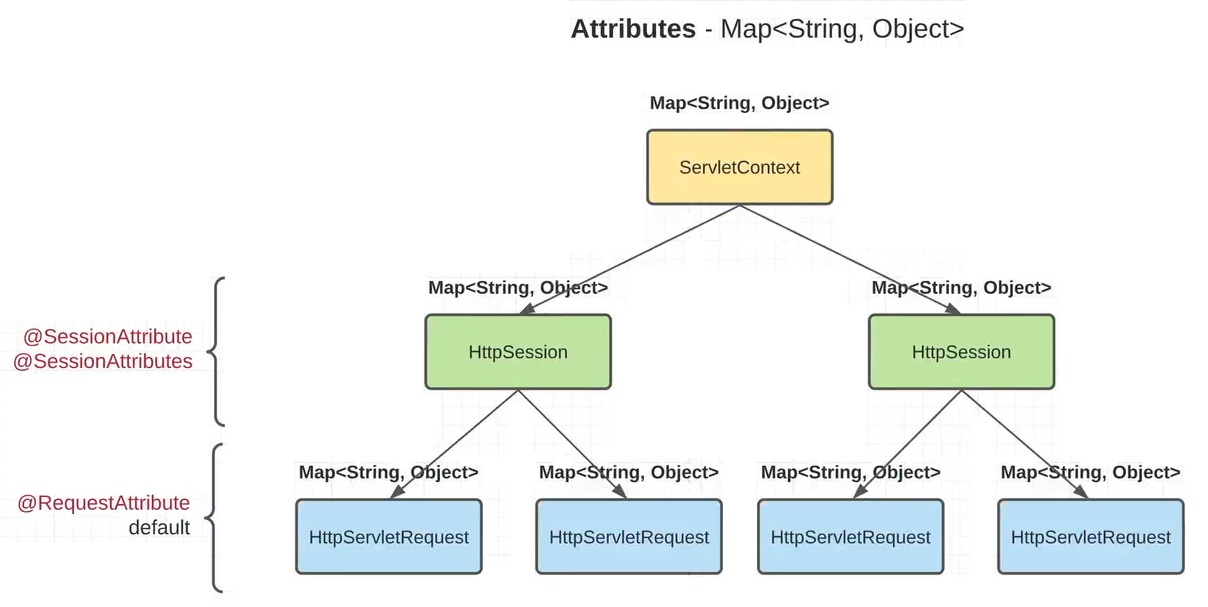 Attributes - Map<String, Object>
Map<String, Object>
ServletContext
Map<String, Object>
Map<String, Object>
@SessionAttribute
@SessionAttributes
HttpSession
HttpSession
Map<String, Object>
Map<String, Object>
Map<String, Object>
Map<String, Object>
@RequestAttribute
default
HttpServletRequest
HttpServletRequest
HttpServletRequest
HttpServletRequest